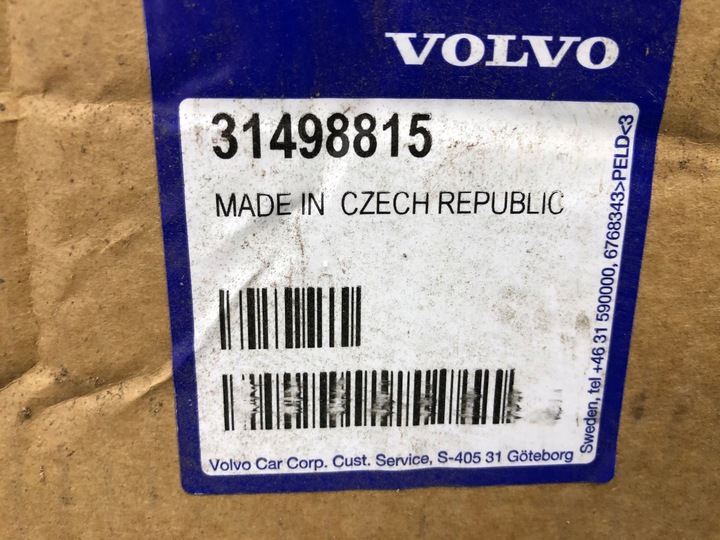 VOLVO
31498815
MADE IN CZECH REPUBLIC
Volvo Car Corp. Cust. Service, S-405 31 Göteborg
Sweden, tel +46 31 590000, 6768343>PELD<3